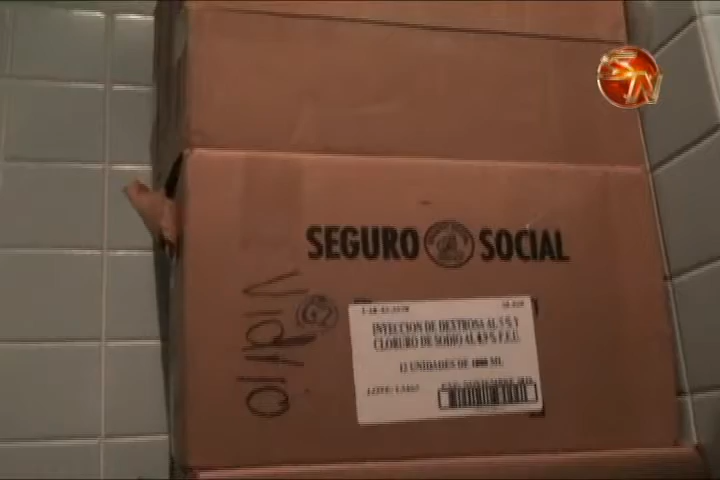 SN
SEGURO SOCIAL
Vidrio
INYECCION DE DEXTROSA AL 5 % Y
CLORURO DE SODIO AL 0.9 % F.E.U.
12 UNIDADES DE 1000 ML